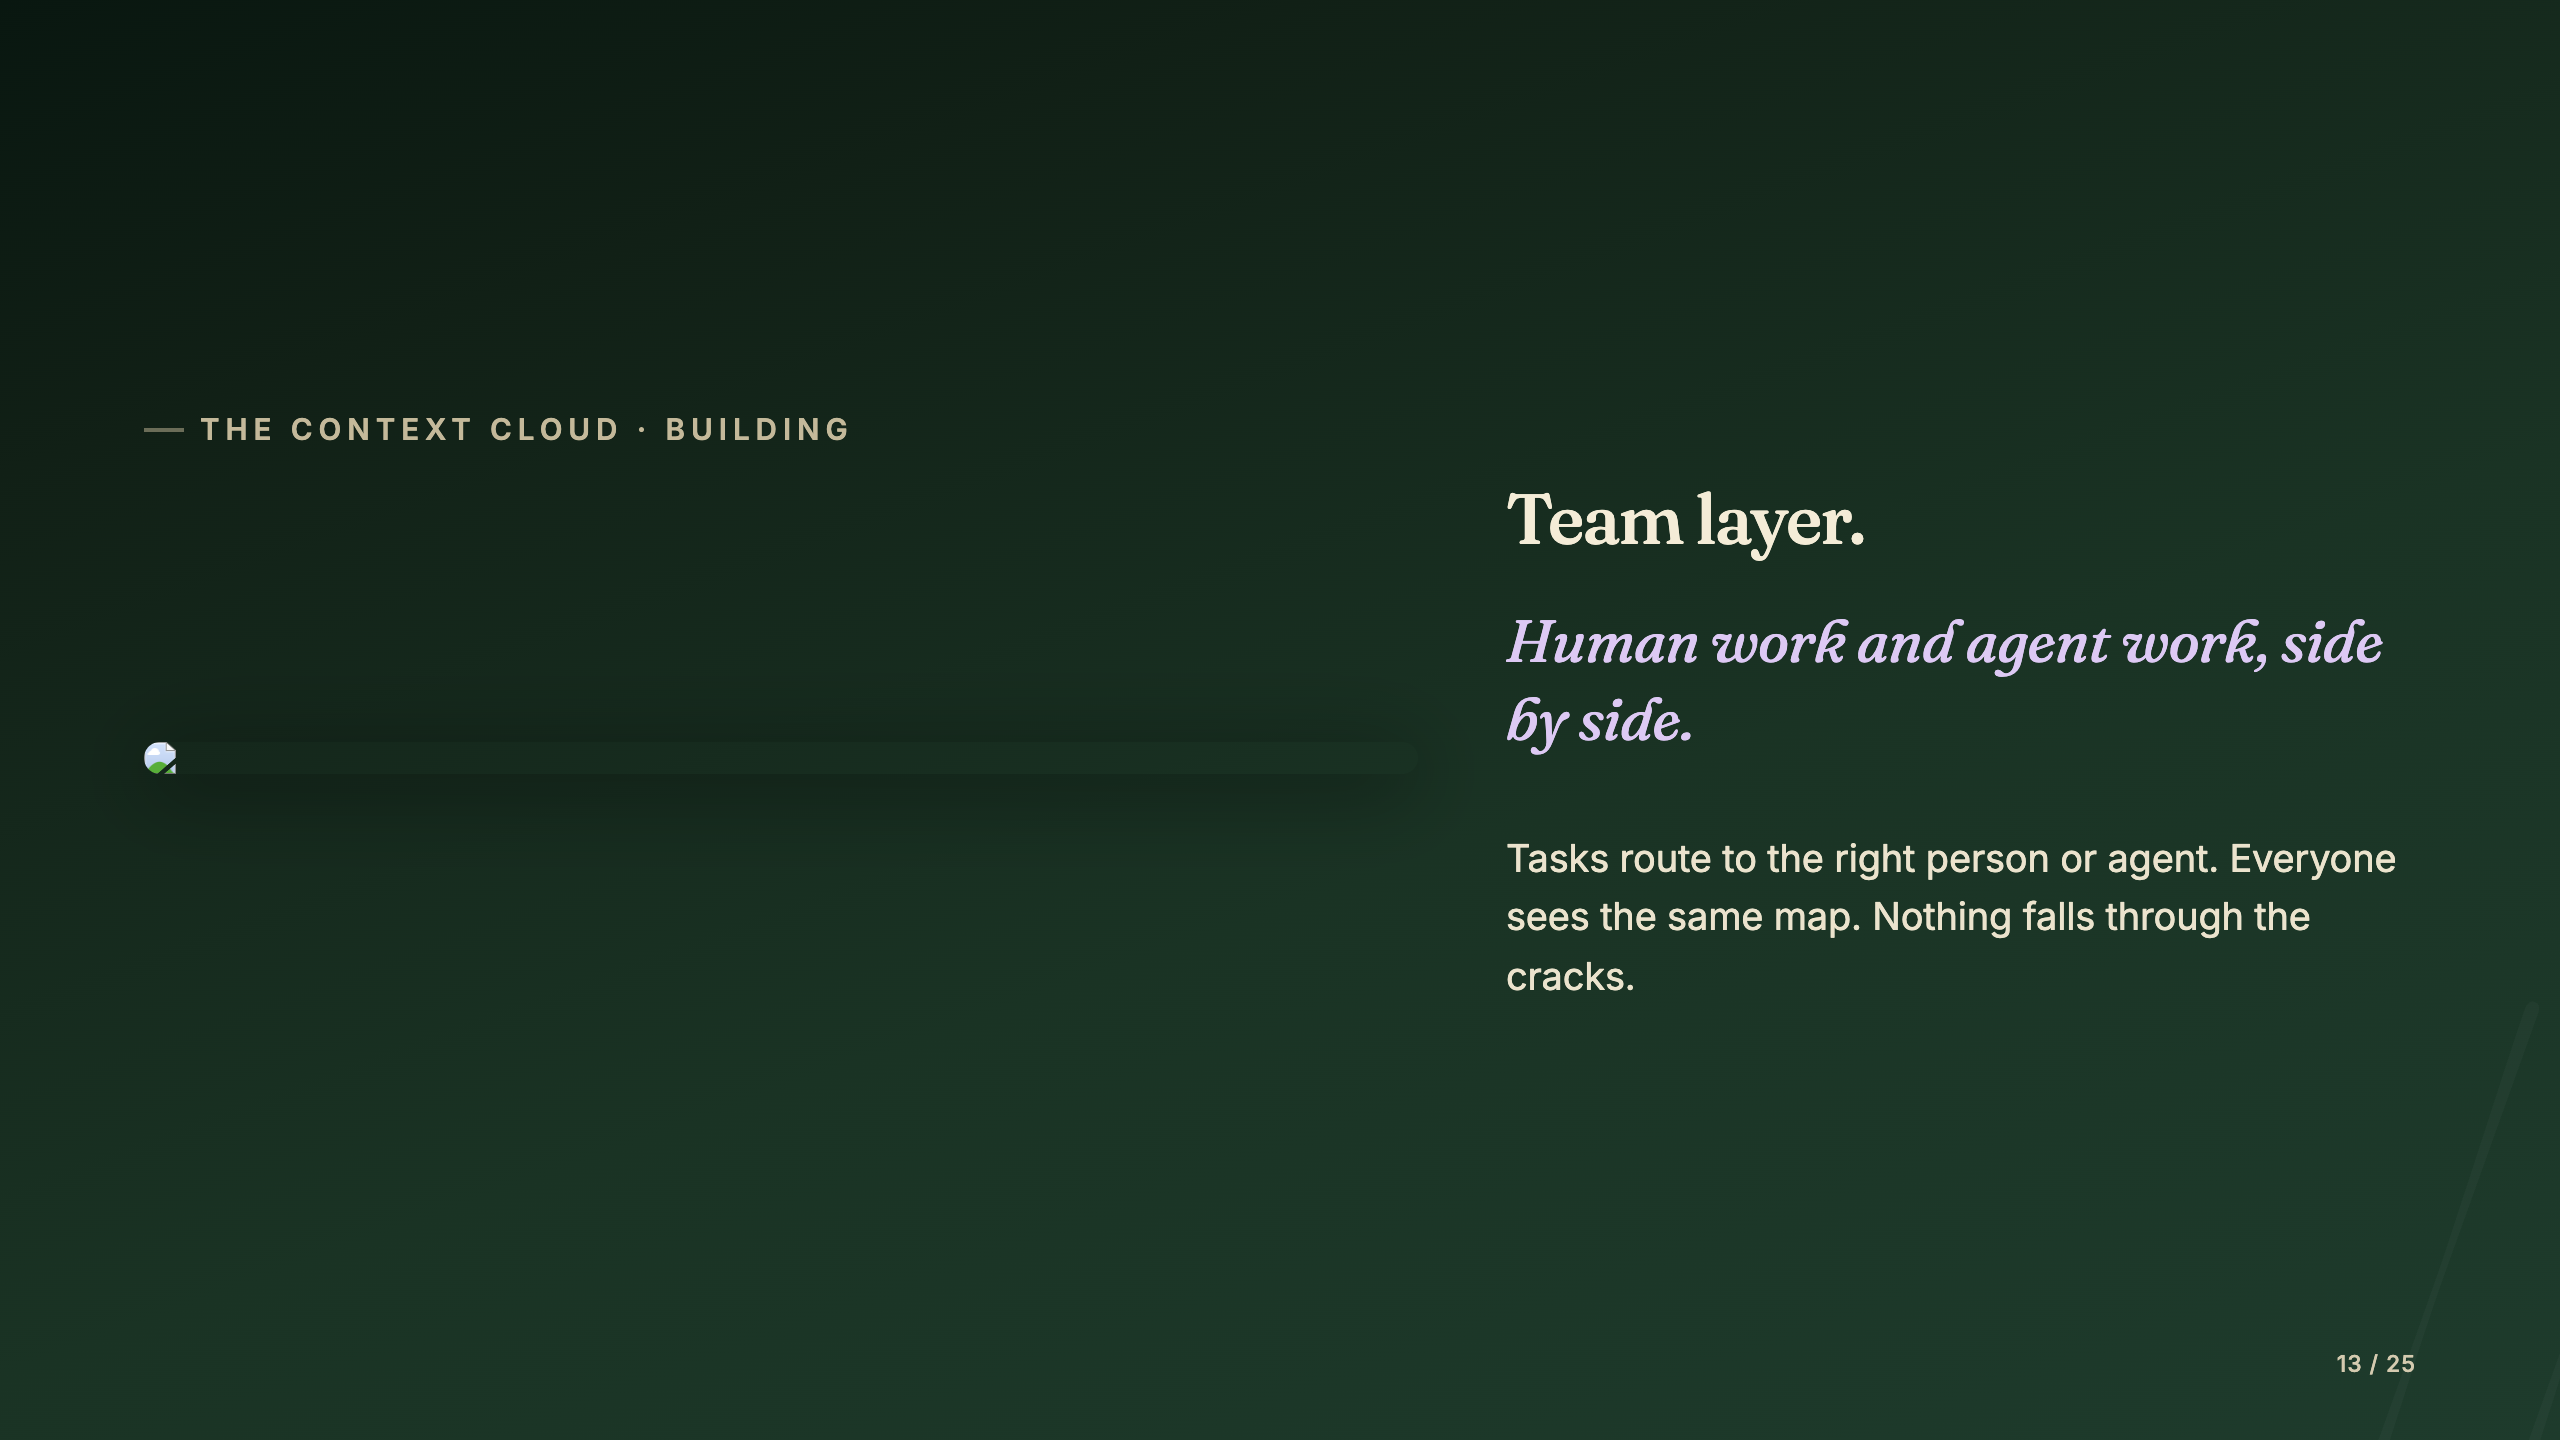 THE CONTEXT CLOUD · BUILDING
Team layer.
Human work and agent work, side
by side.
Tasks route to the right person or agent. Everyone
sees the same map. Nothing falls through the
cracks.
13 / 25